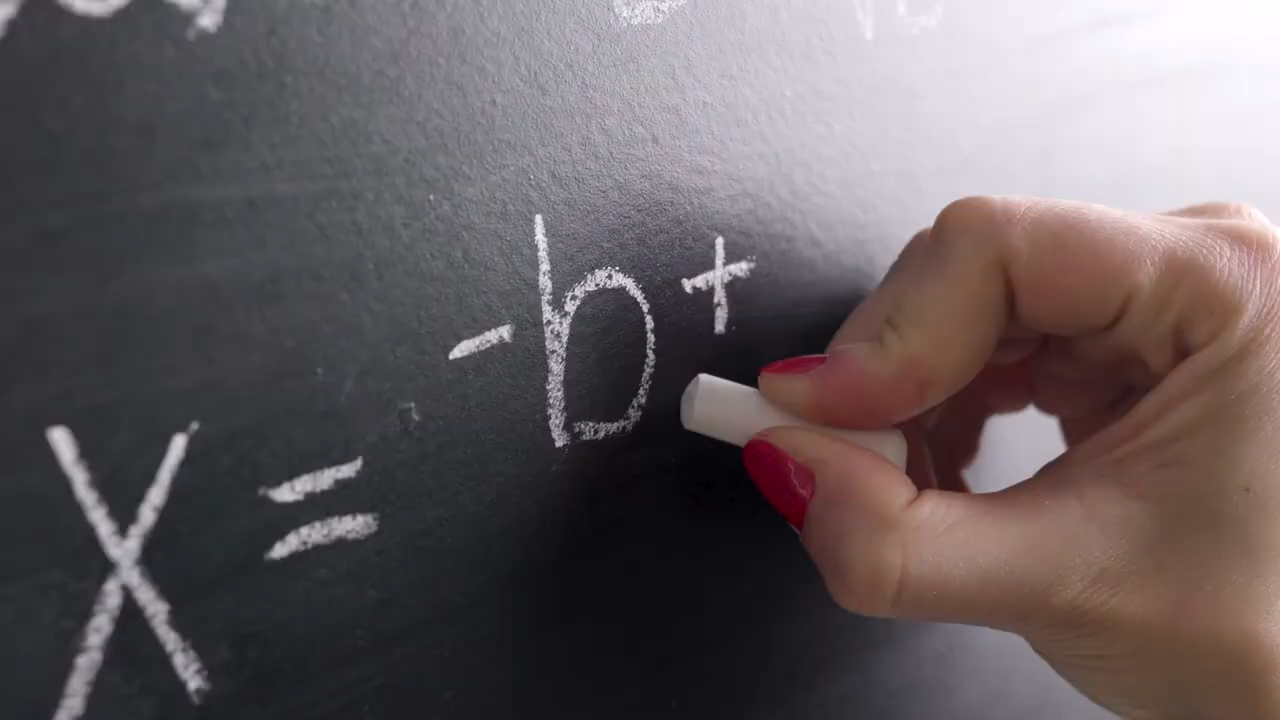 x = -b +